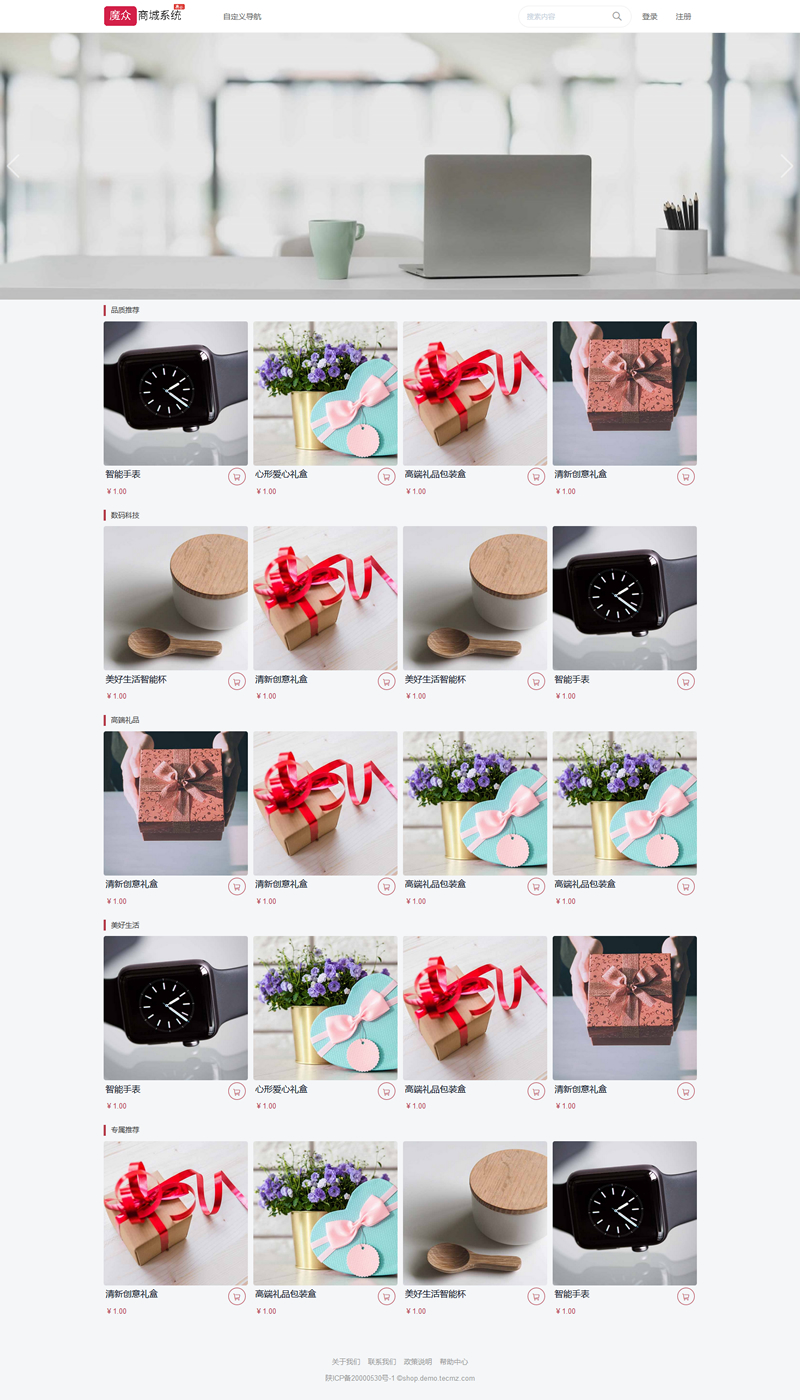 魔众 商城系统
自定义导航
搜索内容
登录
注册
品质推荐
智能手表
心形爱心礼盒
高端礼品包装盒
清新创意礼盒
¥ 1.00
¥ 1.00
¥ 1.00
¥ 1.00
数码科技
美好生活智能杯
清新创意礼盒
美好生活智能杯
智能手表
¥ 1.00
¥ 1.00
¥ 1.00
¥ 1.00
高端礼品
清新创意礼盒
清新创意礼盒
高端礼品包装盒
高端礼品包装盒
¥ 1.00
¥ 1.00
¥ 1.00
¥ 1.00
美好生活
智能手表
心形爱心礼盒
高端礼品包装盒
清新创意礼盒
¥ 1.00
¥ 1.00
¥ 1.00
¥ 1.00
专属推荐
清新创意礼盒
高端礼品包装盒
美好生活智能杯
智能手表
¥ 1.00
¥ 1.00
¥ 1.00
¥ 1.00
关于我们 联系我们 政策说明 帮助中心
陕ICP备20000530号-1 ©shop.demo.tecmz.com